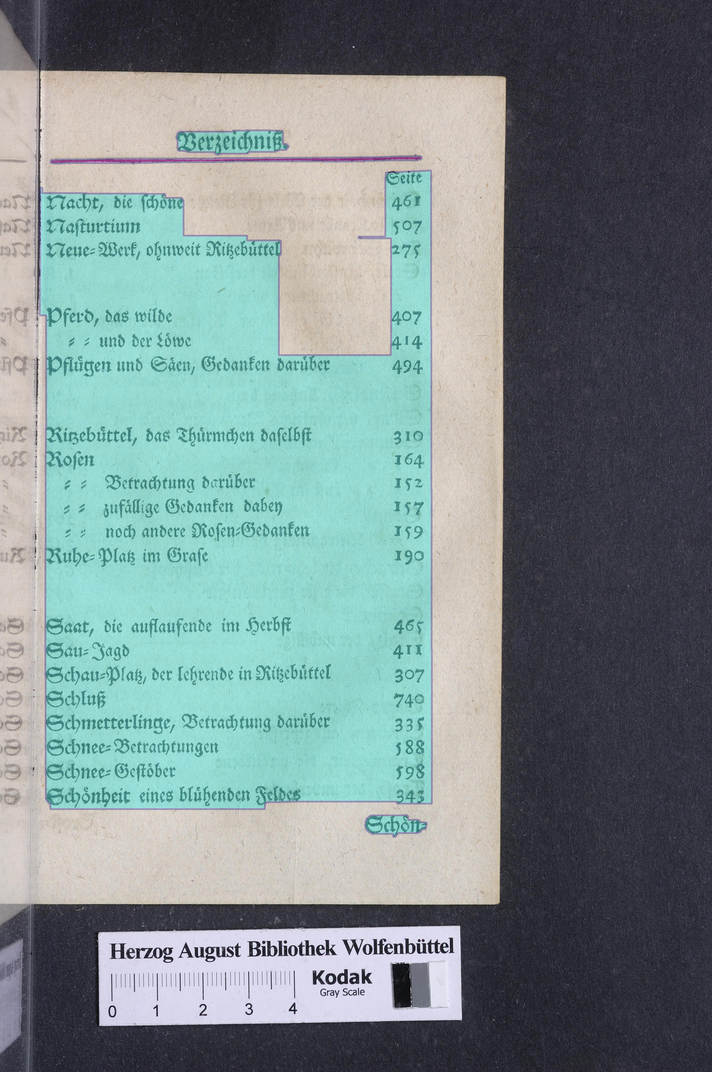 Verzeichniß.
Seite
Nacht, die schöne 461
Nasturtium 507
Neue-Werk, ohnweit Ritzebüttel 275
Pferd, das wilde 407
⸗ ⸗ und der Löwe 414
Pflügen und Säen, Gedanken darüber 494
Ritzebüttel, das Thürmchen daselbst 310
Rosen 164
⸗ ⸗ Betrachtung darüber 152
⸗ ⸗ zufällige Gedanken dabey 157
⸗ ⸗ noch andere Rosen-Gedanken 159
Ruhe-Platz im Grase 190
Saat, die auflaufende im Herbst 465
Sau-Jagd 411
Schau-Platz, der lehrende in Ritzebüttel 307
Schluß 740
Schmetterlinge, Betrachtung darüber 335
Schnee-Betrachtungen 588
Schnee-Gestöber 598
Schönheit eines blühenden Feldes 343
Schön-
Herzog August Bibliothek Wolfenbüttel
Kodak
Gray Scale
0 1 2 3 4